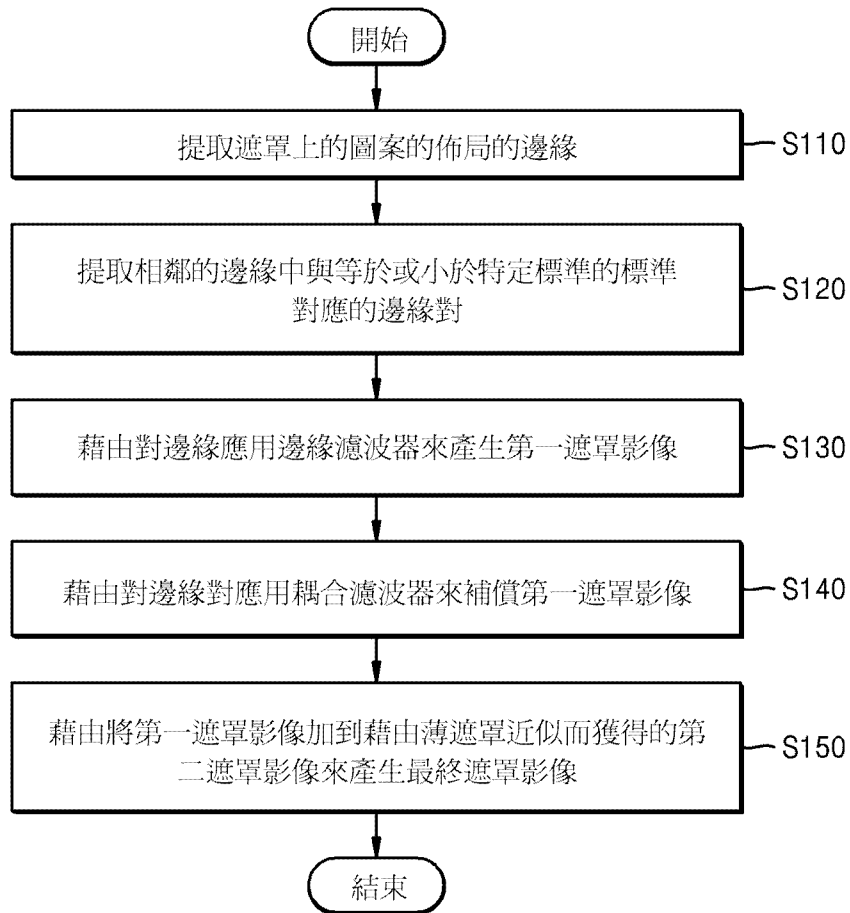 開始
提取遮罩上的圖案的佈局的邊緣
S110
提取相鄰的邊緣中與等於或小於特定標準的標準
對應的邊緣對
S120
藉由對邊緣應用邊緣濾波器來產生第一遮罩影像
S130
藉由對邊緣對應用耦合濾波器來補償第一遮罩影像
S140
藉由將第一遮罩影像加到藉由薄遮罩近似而獲得的第
二遮罩影像來產生最終遮罩影像
S150
結束